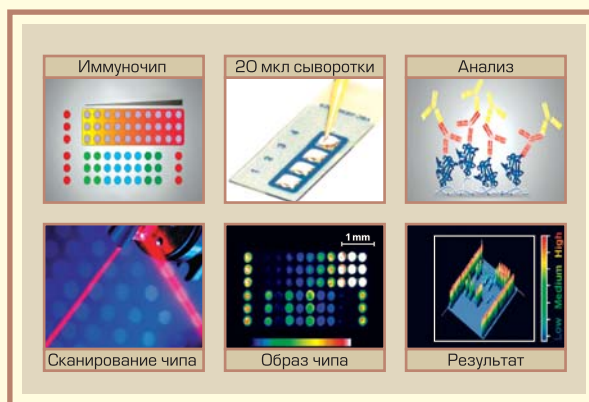 Иммуночип
20 мкл сыворотки
Анализ
1 mm
Low Medium High
Сканирование чипа
Образ чипа
Результат